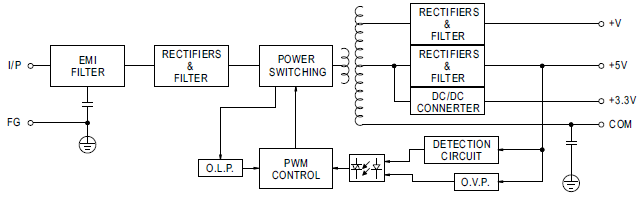 RECTIFIERS
&
FILTER
+V
I/P
EMI
FILTER
RECTIFIERS
&
FILTER
POWER
SWITCHING
RECTIFIERS
&
FILTER
+5V
DC/DC
CONNERTER
+3.3V
FG
COM
O.L.P.
PWM
CONTROL
DETECTION
CIRCUIT
O.V.P.